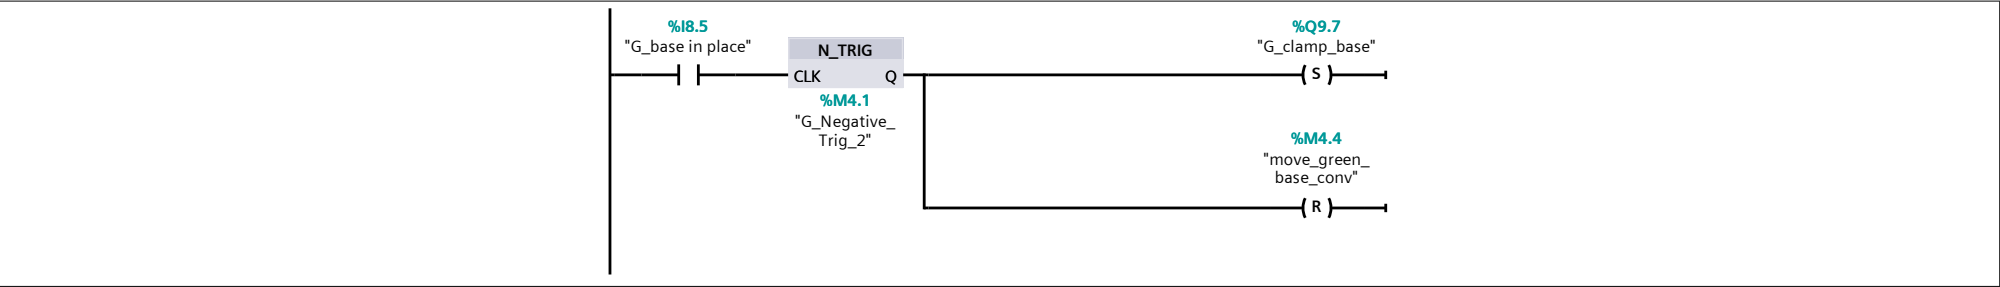 %I8.5
"G_base in place"
N_TRIG
CLK Q
%M4.1
"G_Negative_
Trig_2"
%Q9.7
"G_clamp_base"
S
%M4.4
"move_green_
base_conv"
R